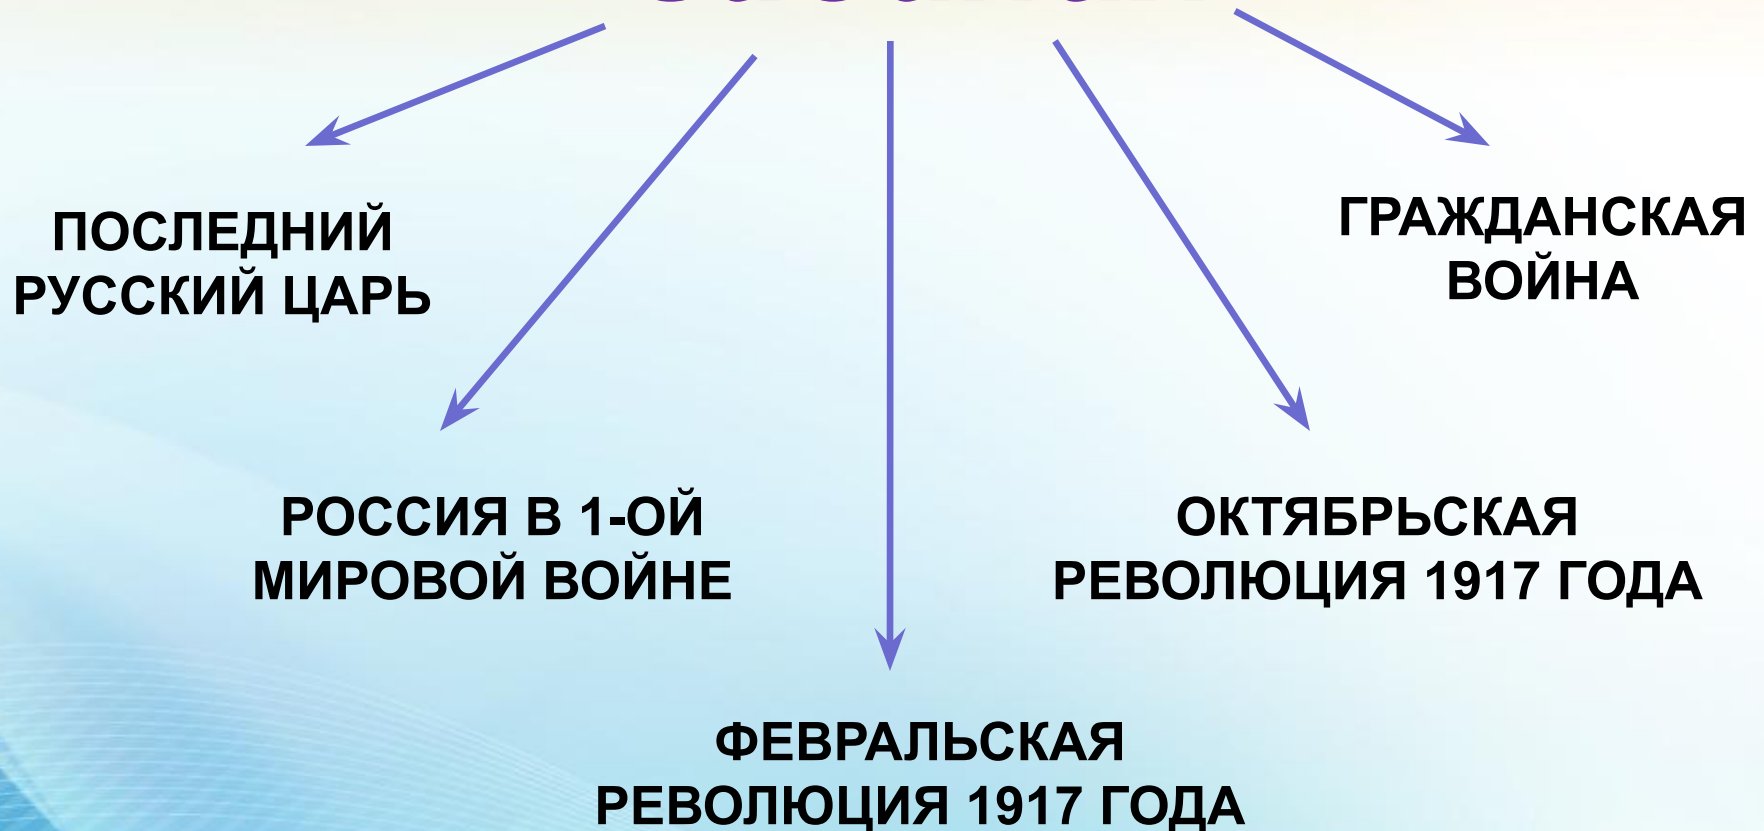 ПОСЛЕДНИЙ
РУССКИЙ ЦАРЬ
ГРАЖДАНСКАЯ
ВОЙНА
РОССИЯ В 1-ОЙ
МИРОВОЙ ВОЙНЕ
ОКТЯБРЬСКАЯ
РЕВОЛЮЦИЯ 1917 ГОДА
ФЕВРАЛЬСКАЯ
РЕВОЛЮЦИЯ 1917 ГОДА